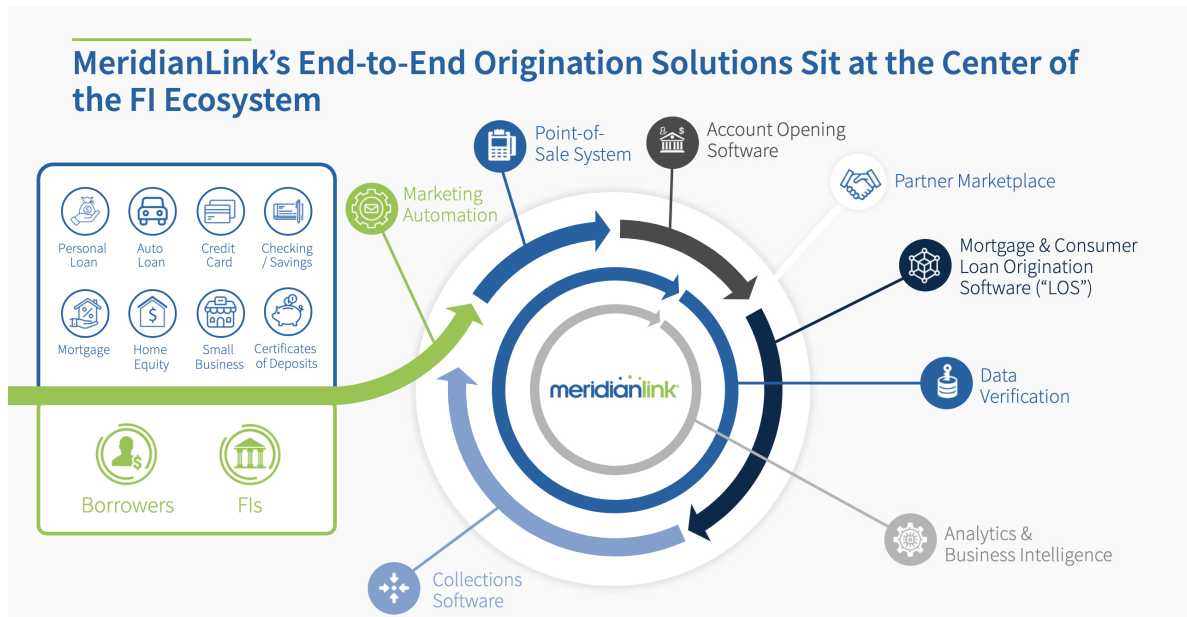 MeridianLink’s End-to-End Origination Solutions Sit at the Center of
the FI Ecosystem
Personal
Loan
Auto
Loan
Credit
Card
Checking
/ Savings
Mortgage
Home
Equity
Small
Business
Certificates
of Deposits
Borrowers
FIs
Marketing
Automation
Point-of-
Sale System
Account Opening
Software
Partner Marketplace
Mortgage & Consumer
Loan Origination
Software (“LOS”)
Data
Verification
Analytics &
Business Intelligence
Collections
Software
meridianlink